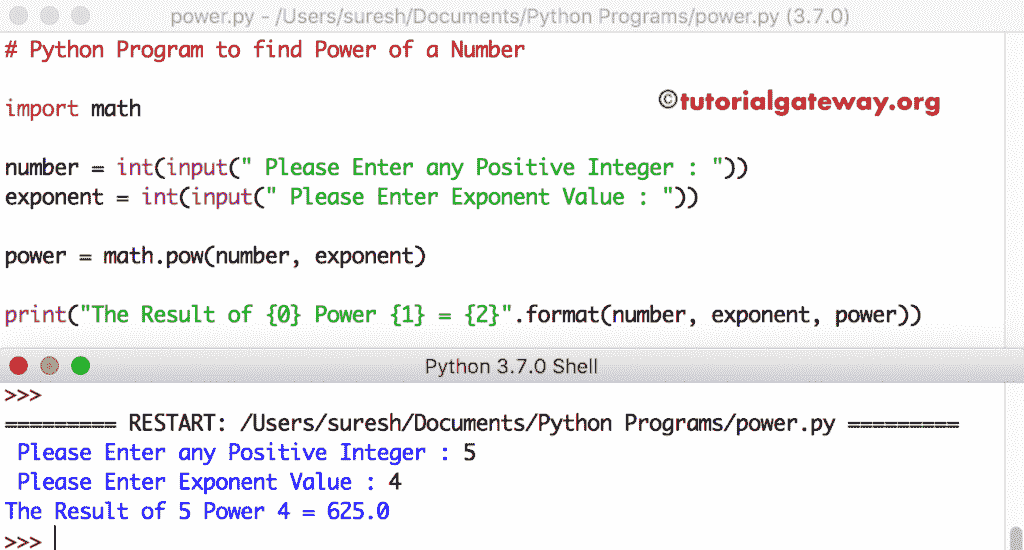 power.py - /Users/suresh/Documents/Python Programs/power.py (3.7.0)
# Python Program to find Power of a Number
©tutorialgateway.org
import math
number = int(input(" Please Enter any Positive Integer : "))
exponent = int(input(" Please Enter Exponent Value : "))
power = math.pow(number, exponent)
print("The Result of {0} Power {1} = {2}".format(number, exponent, power))
Python 3.7.0 Shell
>>>
========= RESTART: /Users/suresh/Documents/Python Programs/power.py =========
 Please Enter any Positive Integer : 5
 Please Enter Exponent Value : 4
The Result of 5 Power 4 = 625.0
>>>